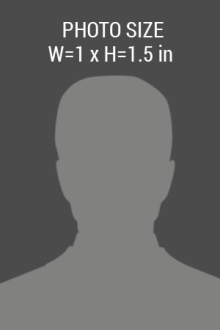 PHOTO SIZE
W=1 x H=1.5 in